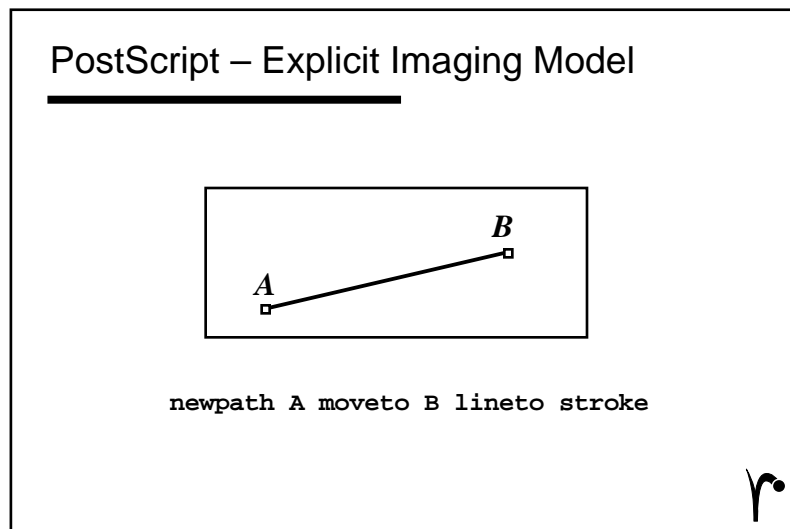 PostScript – Explicit Imaging Model
B
A
newpath A moveto B lineto stroke